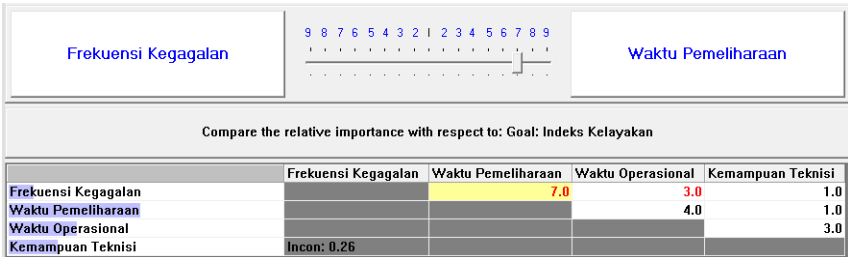 9 8 7 6 5 4 3 2 1 2 3 4 5 6 7 8 9
Frekuensi Kegagalan Waktu Pemeliharaan
Compare the relative importance with respect to: Goal: Indeks Kelayakan
Frekuensi Kegagalan Waktu Pemeliharaan Waktu Operasional Kemampuan Teknisi
Frekuensi Kegagalan 7.0 3.0 1.0
Waktu Pemeliharaan 4.0 1.0
Waktu Operasional 3.0
Kemampuan Teknisi Incon: 0.26